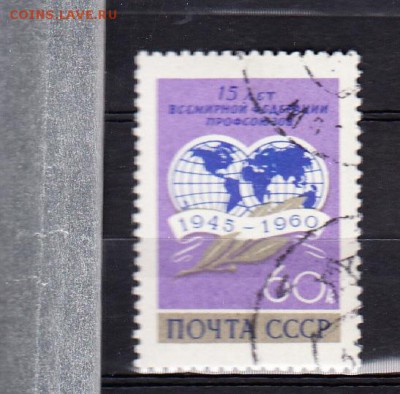 COINS.LAVE.RU
15 ЛЕТ
ВСЕМИРНОЙ ФЕДЕРАЦИИ
ПРОФСОЮЗОВ
1945-1960
60к
ПОЧТА СССР